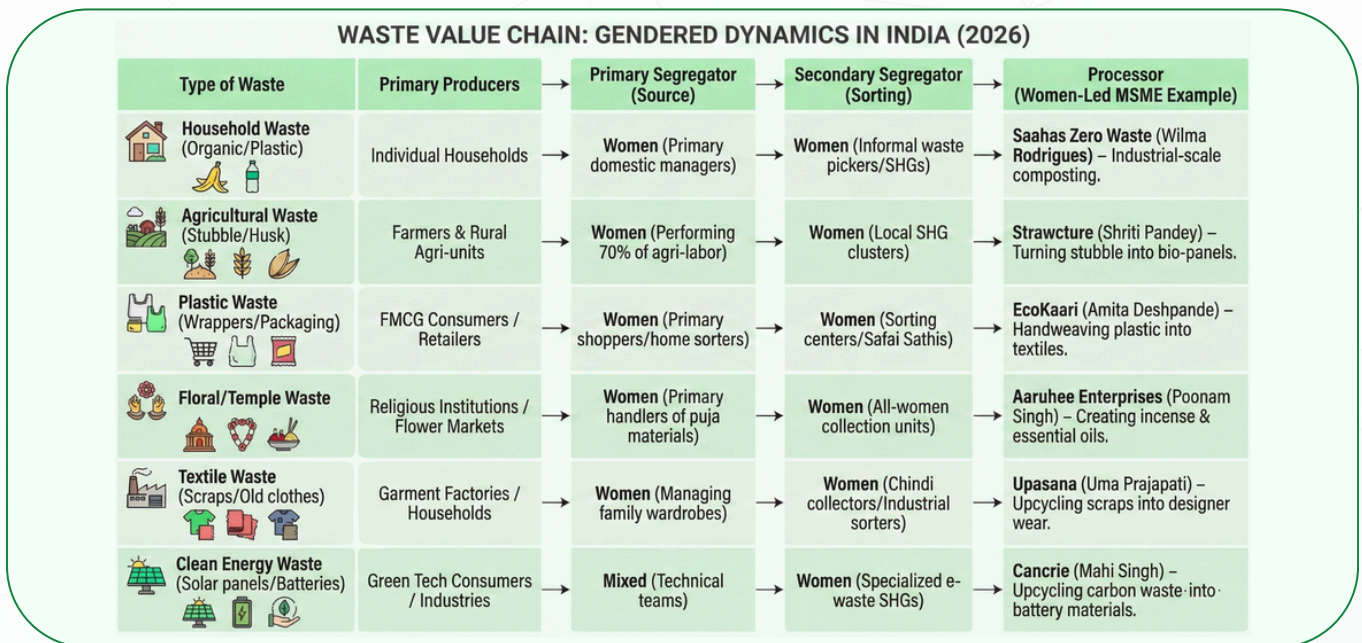 WASTE VALUE CHAIN: GENDERED DYNAMICS IN INDIA (2026)
Type of Waste
Primary Producers
Primary Segregator
(Source)
Secondary Segregator
(Sorting)
Processor
(Women-Led MSME Example)
Household Waste
(Organic/Plastic)
Individual Households
Women (Primary
domestic managers)
Women (Informal waste
pickers/SHGs)
Saahas Zero Waste (Wilma
Rodrigues) – Industrial-scale
composting.
Agricultural Waste
(Stubble/Husk)
Farmers & Rural
Agri-units
Women (Performing
70% of agri-labor)
Women (Local SHG
clusters)
Strawcture (Shriti Pandey) –
Turning stubble into bio-panels.
Plastic Waste
(Wrappers/Packaging)
FMCG Consumers /
Retailers
Women (Primary
shoppers/home sorters)
Women (Sorting
centers/Safai Sathis)
EcoKaari (Amita Deshpande) –
Handweaving plastic into
textiles.
Floral/Temple Waste
Religious Institutions /
Flower Markets
Women (Primary
handlers of puja
materials)
Women (All-women
collection units)
Aaruhee Enterprises (Poonam
Singh) – Creating incense &
essential oils.
Textile Waste
(Scraps/Old clothes)
Garment Factories /
Households
Women (Managing
family wardrobes)
Women (Chindi
collectors/Industrial
sorters)
Upasana (Uma Prajapati) –
Upcycling scraps into designer
wear.
Clean Energy Waste
(Solar panels/Batteries)
Green Tech Consumers
/ Industries
Mixed (Technical
teams)
Women (Specialized e-
waste SHGs)
Cancrie (Mahi Singh) –
Upcycling carbon waste·into·
battery materials.